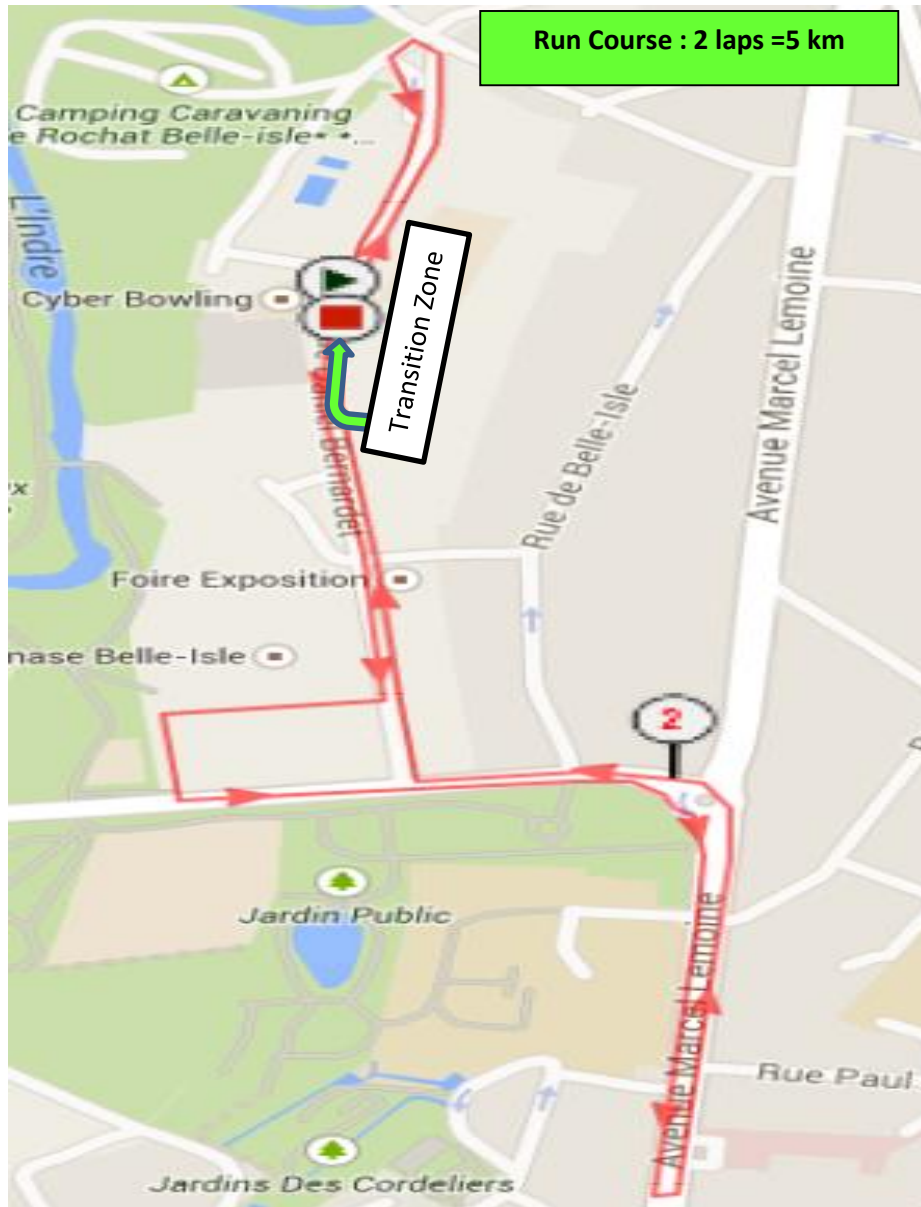 Run Course : 2 laps =5 km
Camping Caravaning
e Rochat Belle-isle• •...
L'Indre
Cyber Bowling
Transition Zone
Bernardet
Avenue Marcel Lemoine
Rue de Belle-Isle
ux
Foire Exposition
nase Belle-Isle
2
Jardin Public
Avenue Marcel Lemoine
Rue Paul
Jardins Des Cordeliers